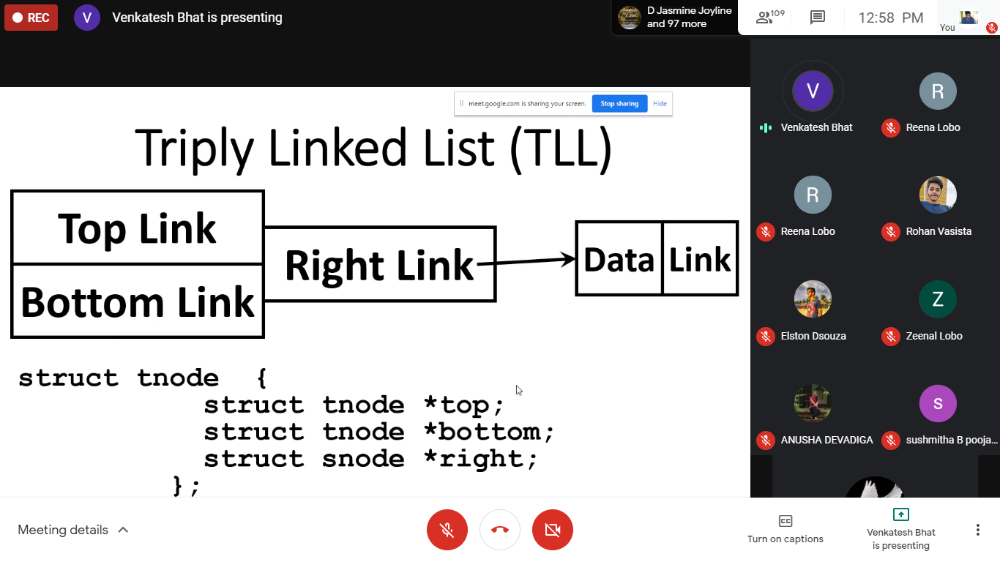 REC
V
Venkatesh Bhat is presenting
D Jasmine Joyline
and 97 more
109
12:58 PM
You
meet.google.com is sharing your screen.
Stop sharing
Hide
Triply Linked List (TLL)
Top Link
Bottom Link
Right Link
Data
Link
struct tnode {
struct tnode *top;
struct tnode *bottom;
struct snode *right;
};
V
Venkatesh Bhat
R
Reena Lobo
R
Reena Lobo
Rohan Vasista
Elston Dsouza
Z
Zeenal Lobo
ANUSHA DEVADIGA
s
sushmitha B pooja...
Meeting details
CC
Turn on captions
Venkatesh Bhat
is presenting